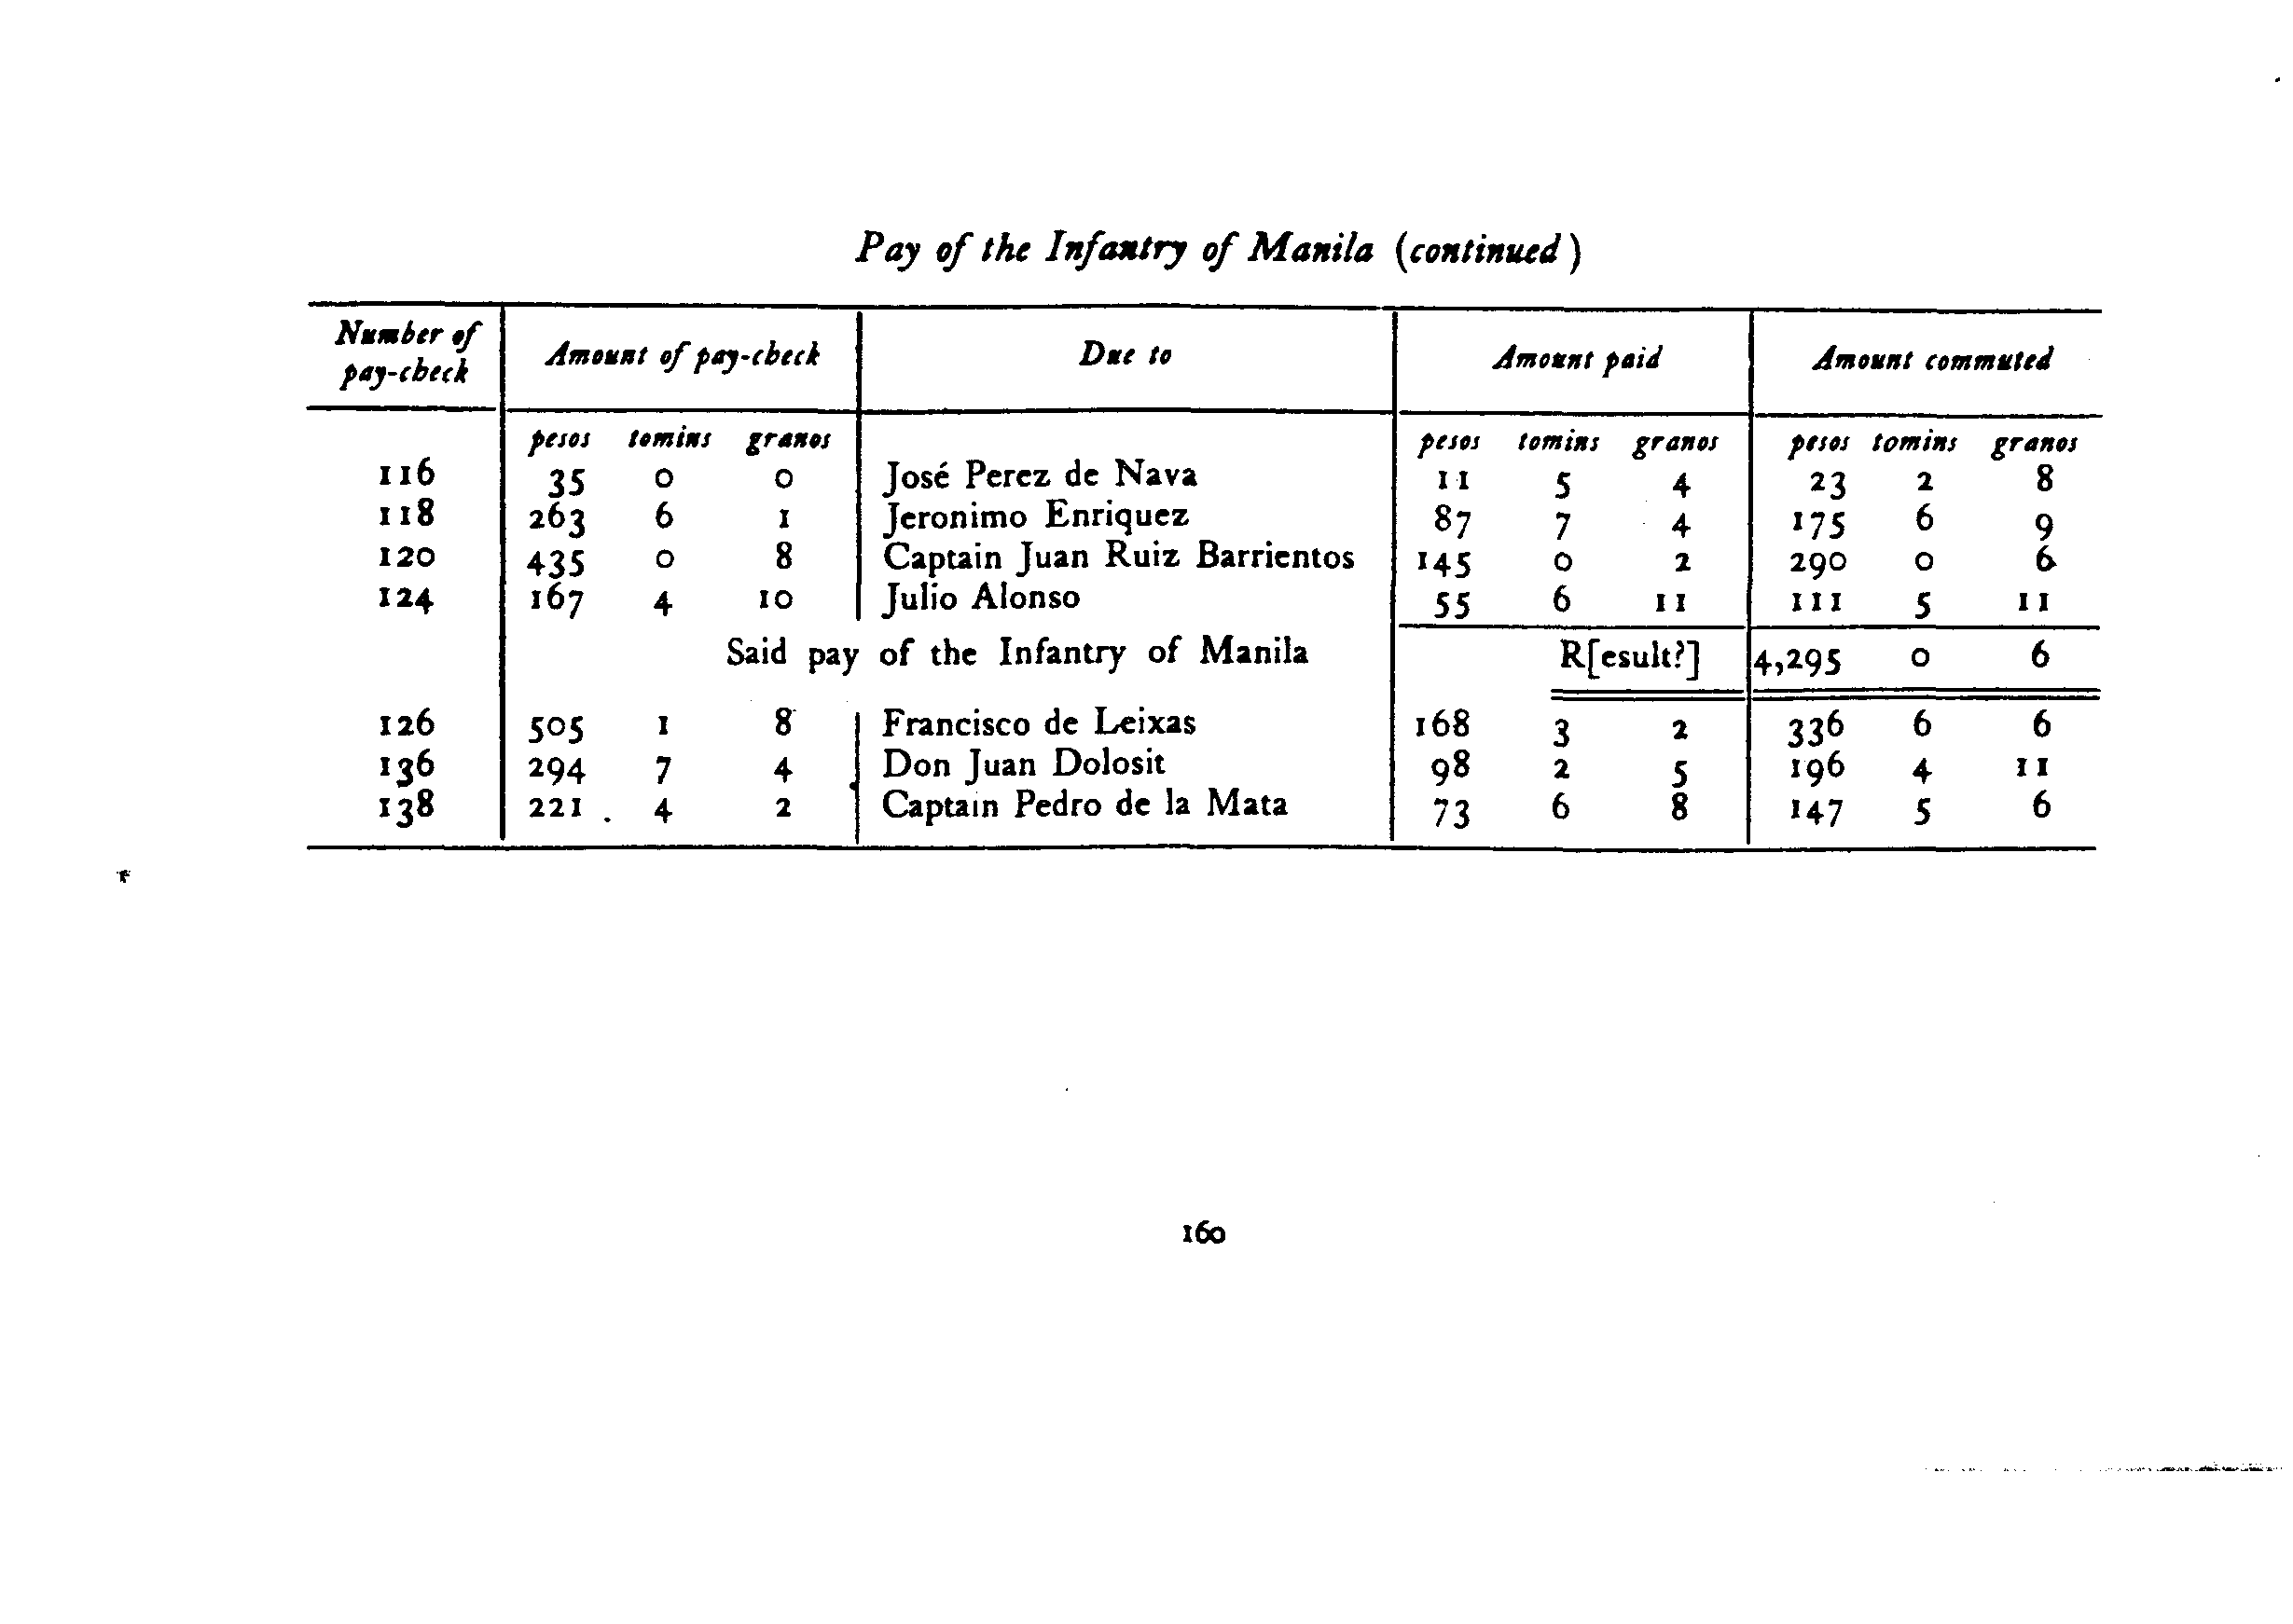 Pay of the Infantry of Manila (continued)
Number of pay-check Amount of pay-check Due to Amount paid Amount commuted
pesos tomins granos pesos tomins granos pesos tomins granos
116 35 0 0 José Perez de Nava 11 5 4 23 2 8
118 263 6 1 Jeronimo Enriquez 87 7 4 175 6 9
120 435 0 8 Captain Juan Ruiz Barrientos 145 0 2 290 0 6
124 167 4 10 Julio Alonso 55 6 11 111 5 11
Said pay of the Infantry of Manila R[esult?] 4,295 0 6
126 505 1 8 Francisco de Leixas 168 3 2 336 6 6
136 294 7 4 Don Juan Dolosit 98 2 5 196 4 11
138 221 4 2 Captain Pedro de la Mata 73 6 8 147 5 6
160